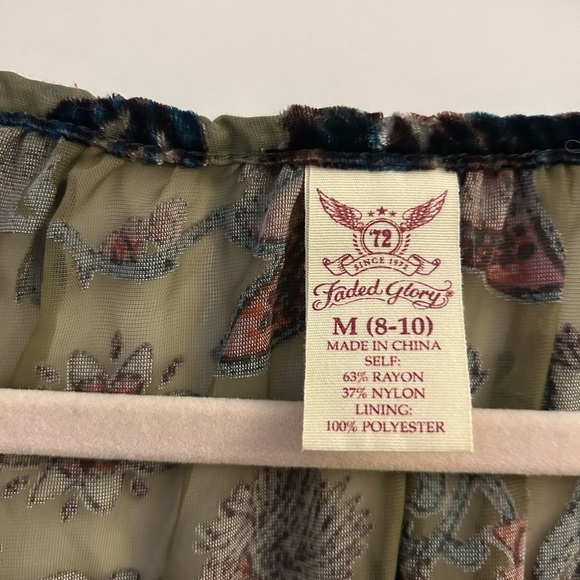 72
SINCE 1972
Faded Glory
M (8-10)
MADE IN CHINA
SELF:
63% RAYON
37% NYLON
LINING:
100% POLYESTER